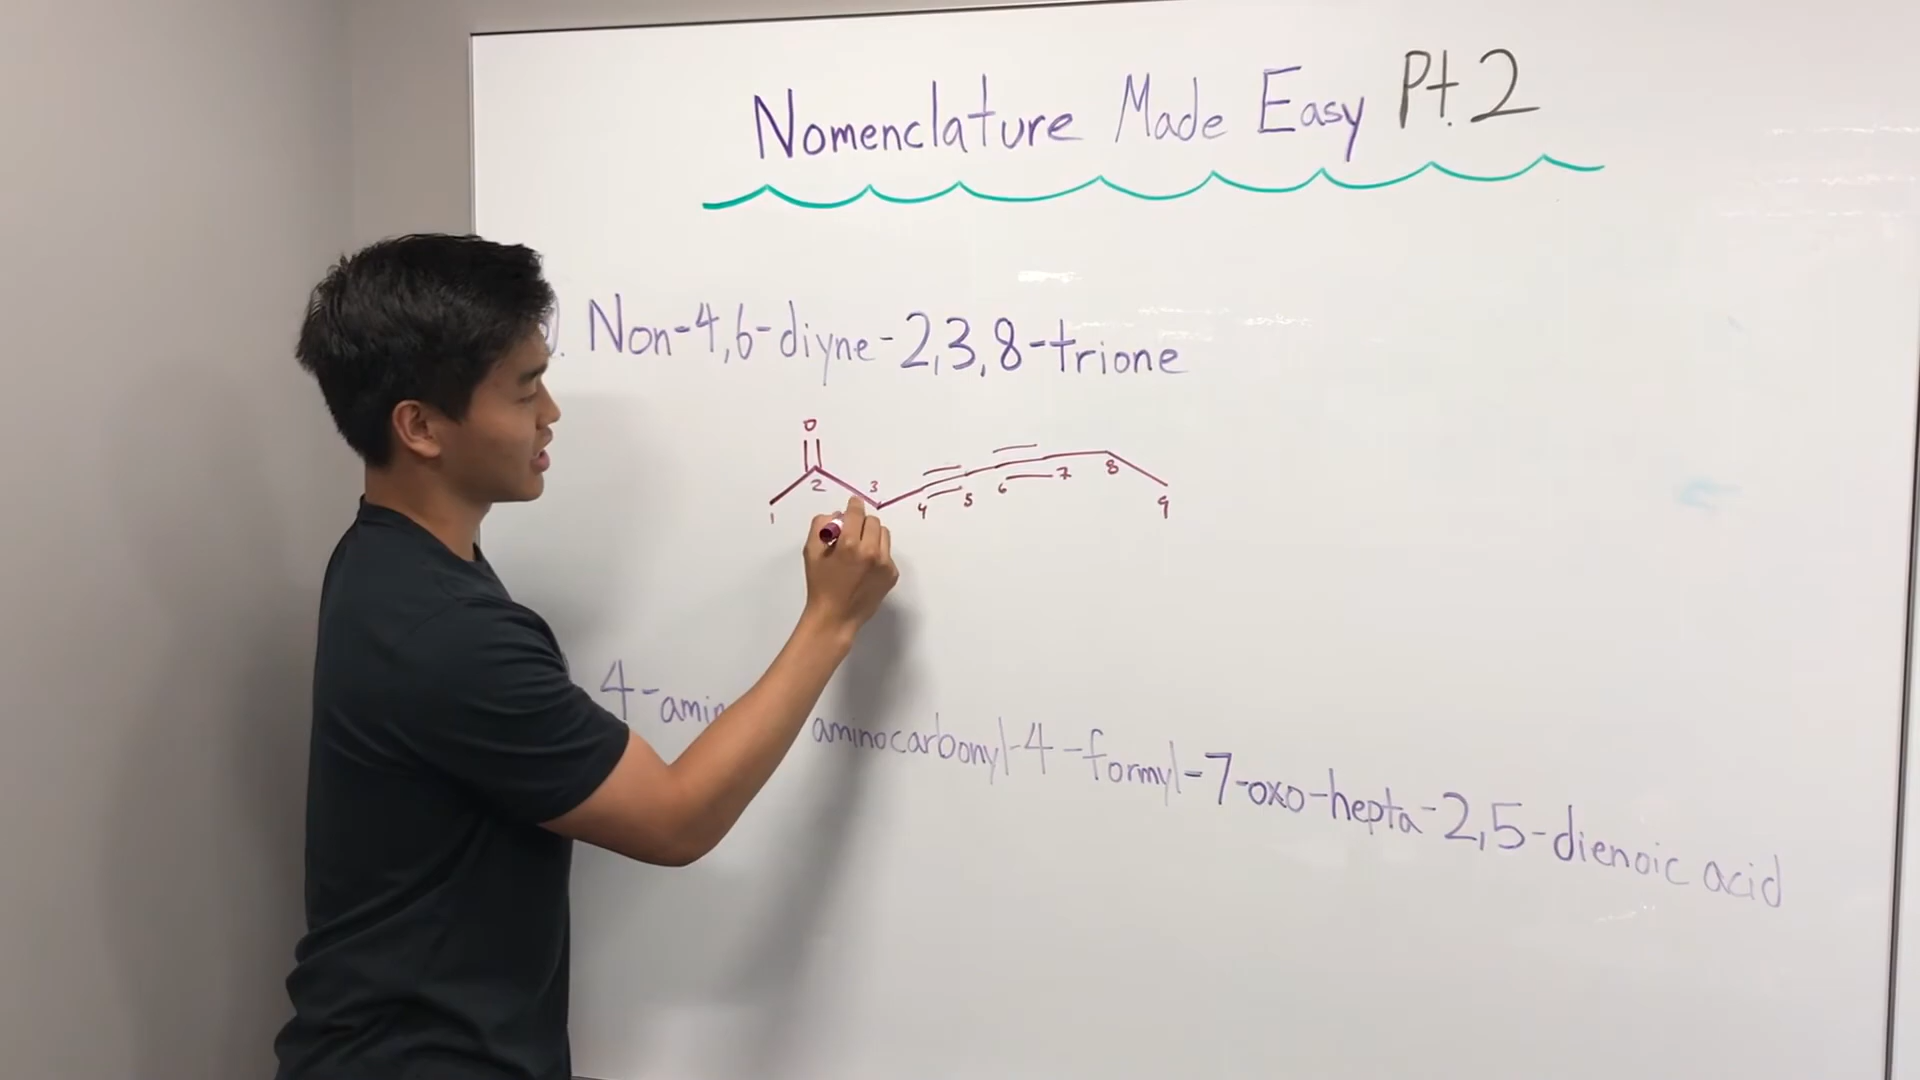 Nomenclature Made Easy Pt.2
. Non-4,6-diyne-2,3,8-trione
O
1 2 3 4 5 6 7 8 9
4-amin aminocarbonyl-4-formyl-7-oxo-hepta-2,5-dienoic acid